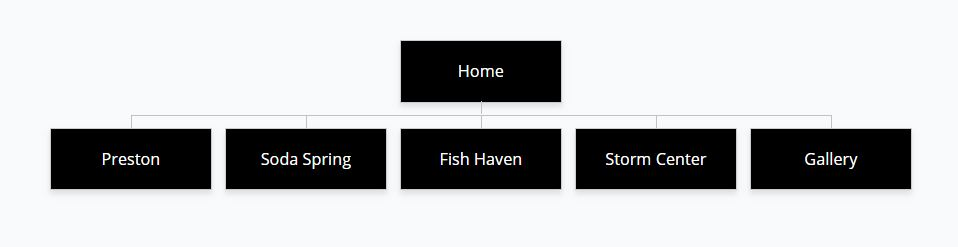 Home
Preston
Soda Spring
Fish Haven
Storm Center
Gallery